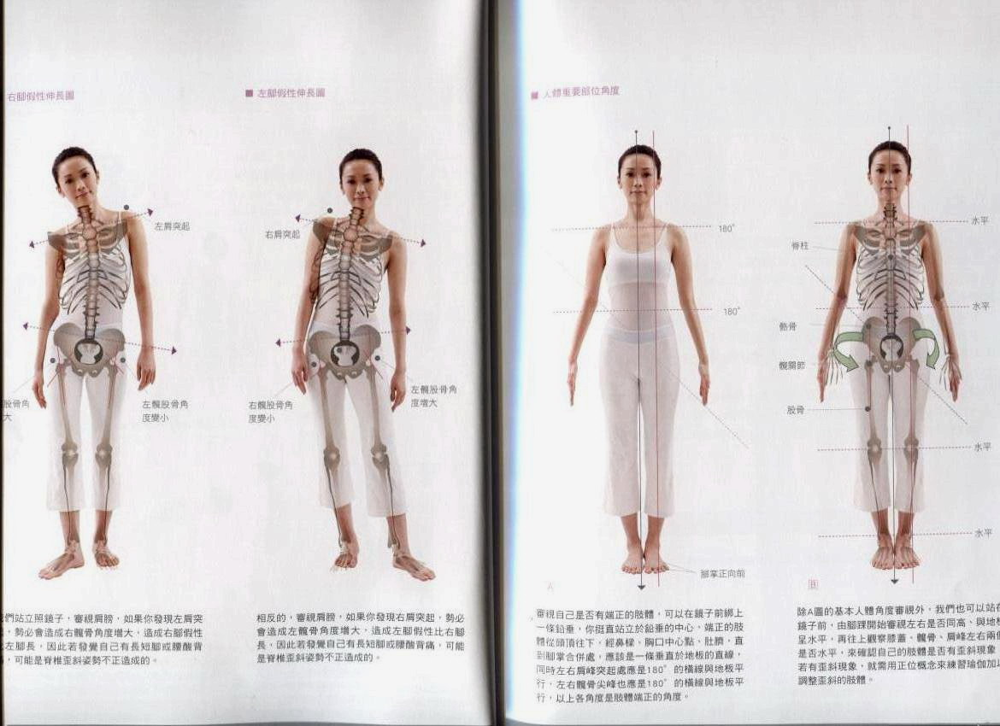 右腳假性伸長圖
左肩突起
股骨角
大
左髖股骨角
度變小
們站立照鏡子，審視肩膀，如果你發現左肩突
，勢必會造成右髖骨角度增大，造成右腳假性
左腳長，因此若發覺自己有長短腳或腰酸背
，可能是脊椎歪斜姿勢不正造成的。
■ 左腳假性伸長圖
右肩突起
右髖股骨角
度變小
左髖股骨角
度增大
相反的，審視肩膀，如果你發現右肩突起，勢必
會造成左髖骨角度增大，造成左腳假性比右腳
長，因此若發覺自己有長短腳或腰酸背痛，可能
是脊椎歪斜姿勢不正造成的。
■ 人體重要部位角度
180°
180°
腳掌正向前
A
審視自己是否有端正的肢體，可以在鏡子前綁上
一條鉛垂，你挺直站立於鉛垂的中心，端正的肢
體從頭頂往下，經鼻樑、胸口中心點、肚臍，直
到腳掌合併處，應該是一條垂直於地板的直線，
同時左右肩峰突起處應是180°的橫線與地板平
行，左右髖骨尖峰也應是180°的橫線與地板平
行，以上各角度是肢體端正的角度。
水平
脊柱
水平
骼骨
髖關節
股骨
水平
水平
B
除A圖的基本人體角度審視外，我們也可以站在
鏡子前，由腳踝開始審視左右是否同高、與地
呈水平，再往上觀察膝蓋、髖骨、肩峰左右兩
是否水平，來確認自己的肢體是否有歪斜現象
若有歪斜現象，就需用正位概念來練習瑜伽加
調整歪斜的肢體。